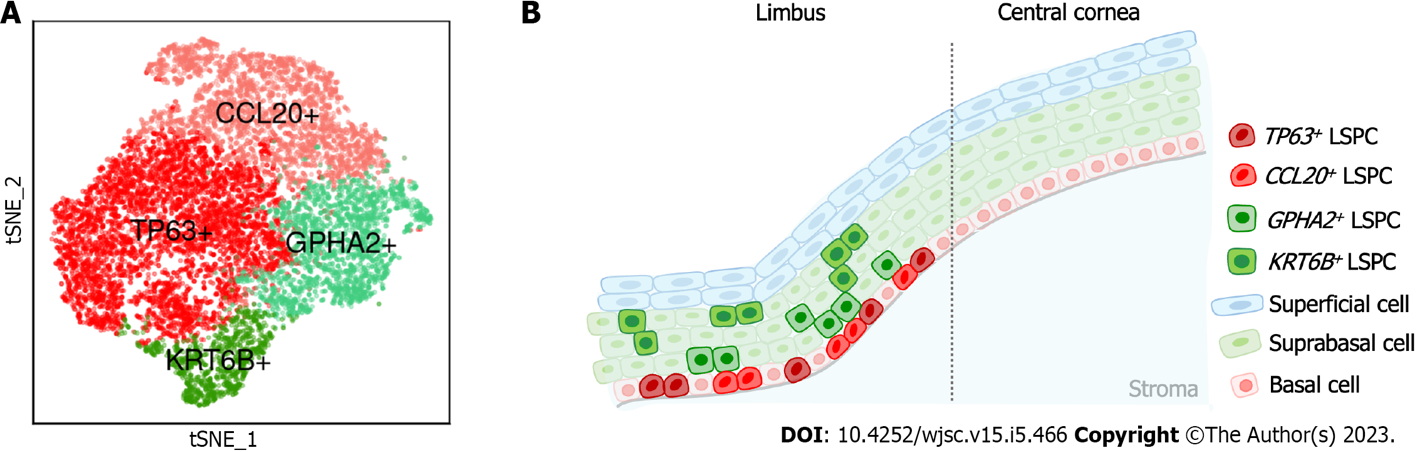 A
tSNE_2
CCL20+
TP63+
GPHA2+
KRT6B+
tSNE_1
B
Limbus
Central cornea
TP63⁺ LSPC
CCL20⁺ LSPC
GPHA2⁺ LSPC
KRT6B⁺ LSPC
Superficial cell
Suprabasal cell
Basal cell
Stroma
DOI: 10.4252/wjsc.v15.i5.466 Copyright ©The Author(s) 2023.